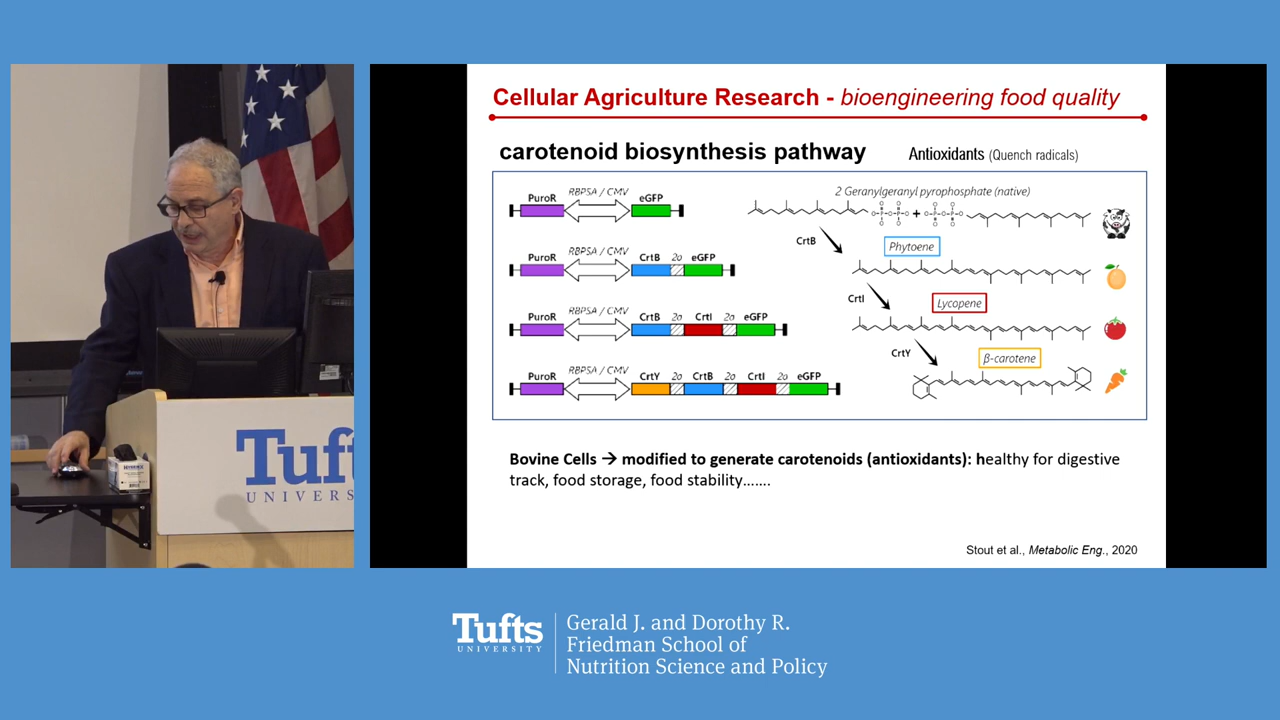 Cellular Agriculture Research - bioengineering food quality
carotenoid biosynthesis pathway
Antioxidants (Quench radicals)
RBPSA / CMV
PuroR eGFP
RBPSA / CMV
PuroR CrtB 2a eGFP
RBPSA / CMV
PuroR CrtB 2a CrtI 2a eGFP
RBPSA / CMV
PuroR CrtY 2a CrtB 2a CrtI 2a eGFP
2 Geranylgeranyl pyrophosphate (native)
O-P-O-P-O + O-P-O-P-O
CrtB
Phytoene
CrtI
Lycopene
CrtY
β-carotene
Bovine Cells → modified to generate carotenoids (antioxidants): healthy for digestive
track, food storage, food stability.......
Stout et al., Metabolic Eng., 2020
Tuft
UNIVERS
Tufts
UNIVERSITY
Gerald J. and Dorothy R.
Friedman School of
Nutrition Science and Policy